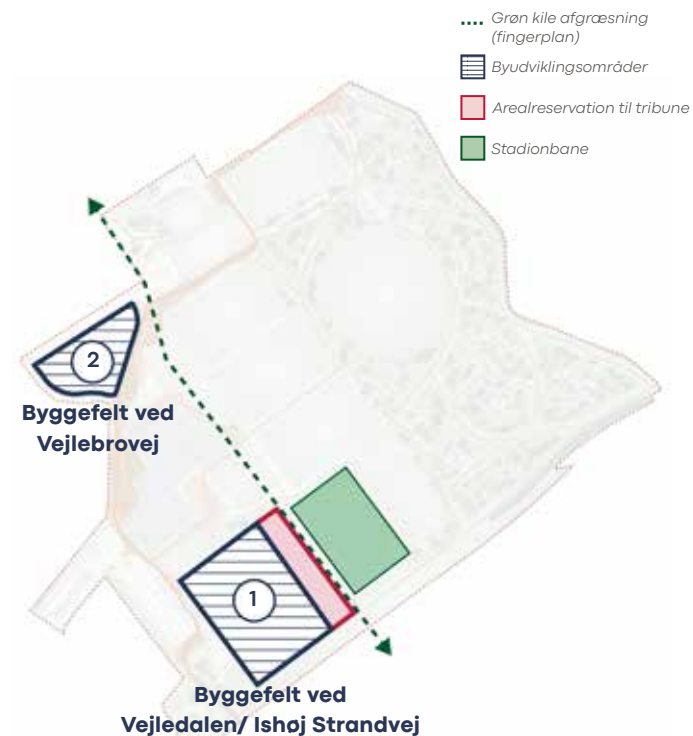 Grøn kile afgræsning
(fingerplan)
Byudviklingsområder
Arealreservation til tribune
Stadionbane
2
Byggefelt ved
Vejlebrovej
1
Byggefelt ved
Vejledalen/ Ishøj Strandvej